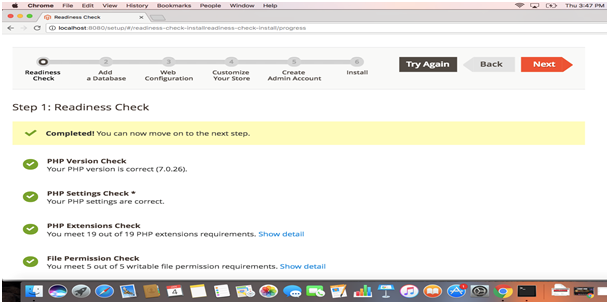 Chrome File Edit View History Bookmarks People Window Help Thu 3:47 PM
Readiness Check
localhost:8080/setup/#/readiness-check-install/readiness-check-install/progress
1 2 3 4 5 6
Readiness Check
Add a Database
Web Configuration
Customize Your Store
Create Admin Account
Install
Try Again
Back
Next
Step 1: Readiness Check
Completed! You can now move on to the next step.
PHP Version Check
Your PHP version is correct (7.0.26).
PHP Settings Check *
Your PHP settings are correct.
PHP Extensions Check
You meet 19 out of 19 PHP extensions requirements. Show detail
File Permission Check
You meet 5 out of 5 writable file permission requirements. Show detail
4